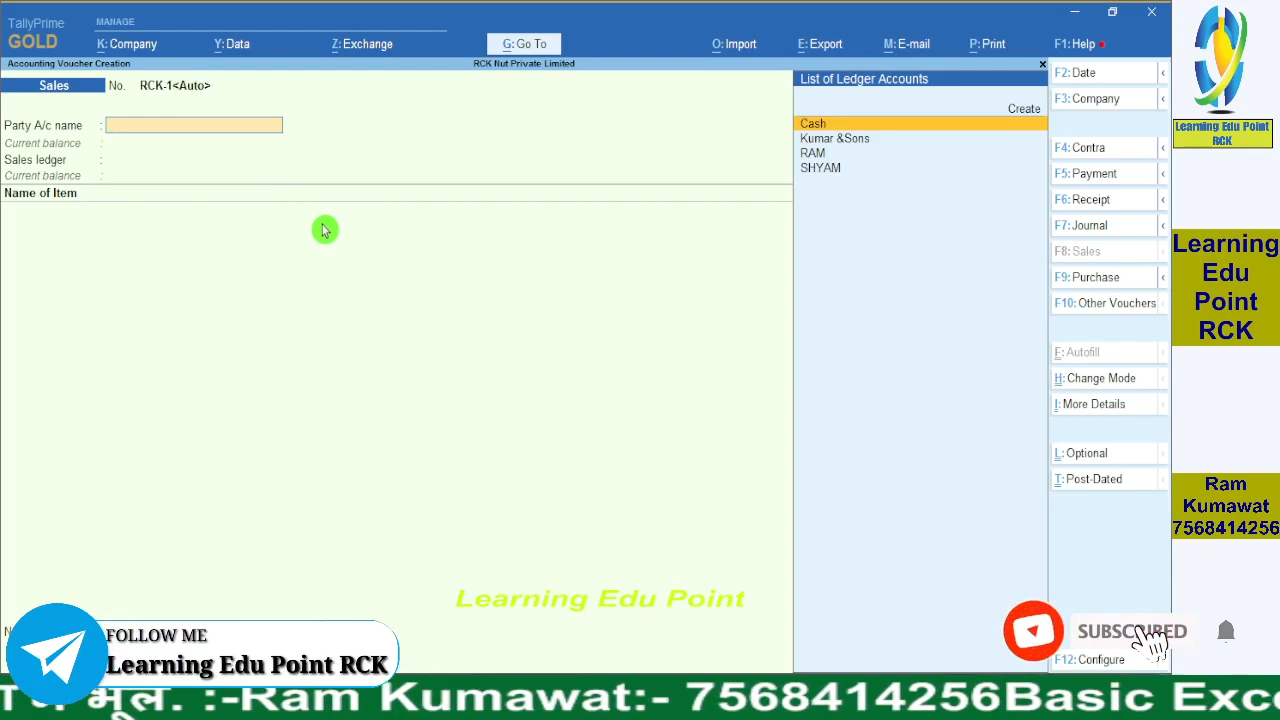 TallyPrime
GOLD
MANAGE
K: Company
Y: Data
Z: Exchange
G: Go To
O: Import
E: Export
M: E-mail
P: Print
F1: Help
Accounting Voucher Creation
RCK Nut Private Limited
Sales
No.
RCK-1<Auto>
Party A/c name :
Current balance :
Sales ledger :
Current balance :
Name of Item
List of Ledger Accounts
Create
Cash
Kumar &Sons
RAM
SHYAM
F2: Date
F3: Company
F4: Contra
F5: Payment
F6: Receipt
F7: Journal
F8: Sales
F9: Purchase
F10: Other Vouchers
E: Autofill
H: Change Mode
I: More Details
L: Optional
T: Post-Dated
F12: Configure
Learning Edu Point
RCK
Learning
Edu
Point
RCK
Ram
Kumawat
7568414256
Learning Edu Point
FOLLOW ME
Learning Edu Point RCK
SUBSCRIBED
भूल. :-Ram Kumawat:- 7568414256Basic Exce